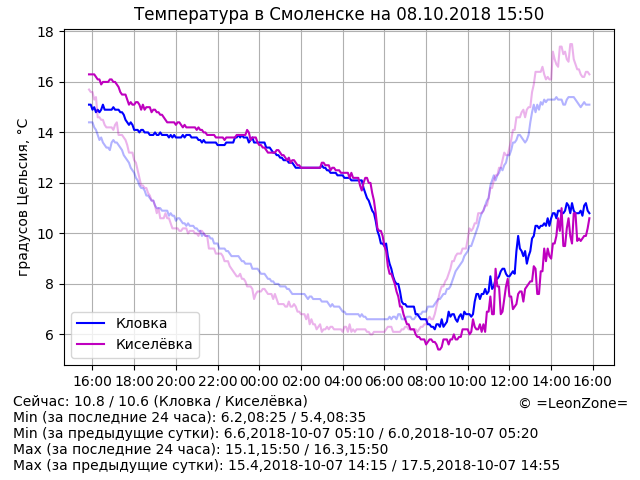 Температура в Смоленске на 08.10.2018 15:50
градусов Цельсия, °C
18
16
14
12
10
8
6
Кловка
Киселёвка
16:00 18:00 20:00 22:00 00:00 02:00 04:00 06:00 08:00 10:00 12:00 14:00 16:00
Сейчас: 10.8 / 10.6 (Кловка / Киселёвка)
© =LeonZone=
Min (за последние 24 часа): 6.2,08:25 / 5.4,08:35
Min (за предыдущие сутки): 6.6,2018-10-07 05:10 / 6.0,2018-10-07 05:20
Max (за последние 24 часа): 15.1,15:50 / 16.3,15:50
Max (за предыдущие сутки): 15.4,2018-10-07 14:15 / 17.5,2018-10-07 14:55